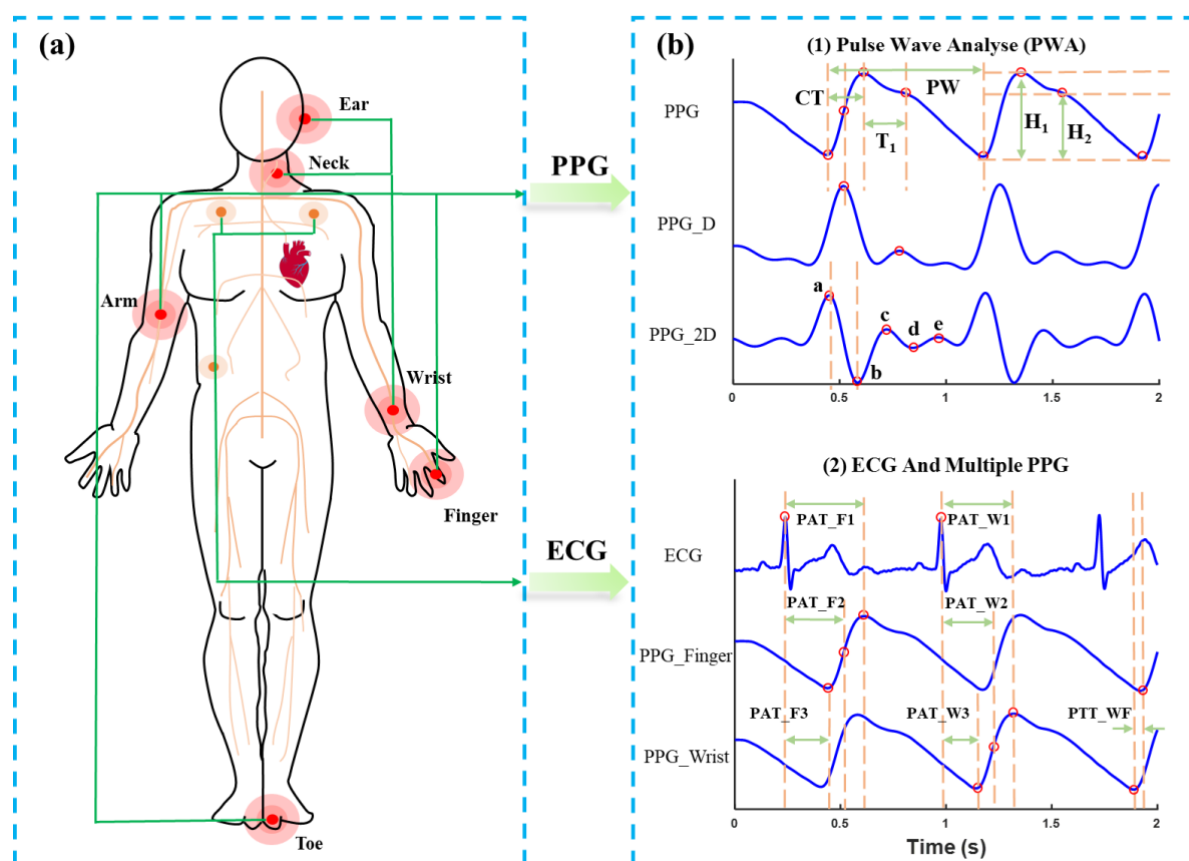 (a)
Ear
Neck
Arm
Wrist
Finger
Toe
PPG
ECG
(b)
(1) Pulse Wave Analyse (PWA)
PPG
CT
PW
T1
H1
H2
PPG_D
PPG_2D
a
b
c
d
e
0
0.5
1
1.5
2
(2) ECG And Multiple PPG
ECG
PAT_F1
PAT_W1
PPG_Finger
PAT_F2
PAT_W2
PPG_Wrist
PAT_F3
PAT_W3
PTT_WF
0
0.5
1
1.5
2
Time (s)